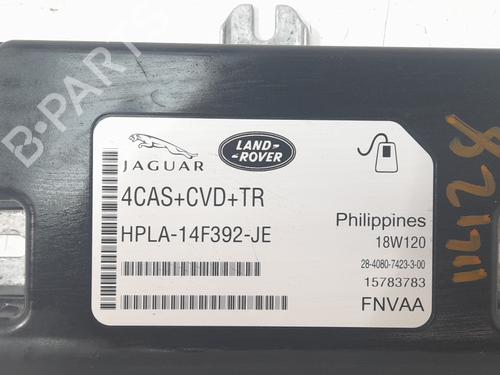 B-PARTS
JAGUAR
LAND-
ROVER
4CAS+CVD+TR
HPLA-14F392-JE
Philippines
18W120
28-4080-7423-3-00
15783783
FNVAA